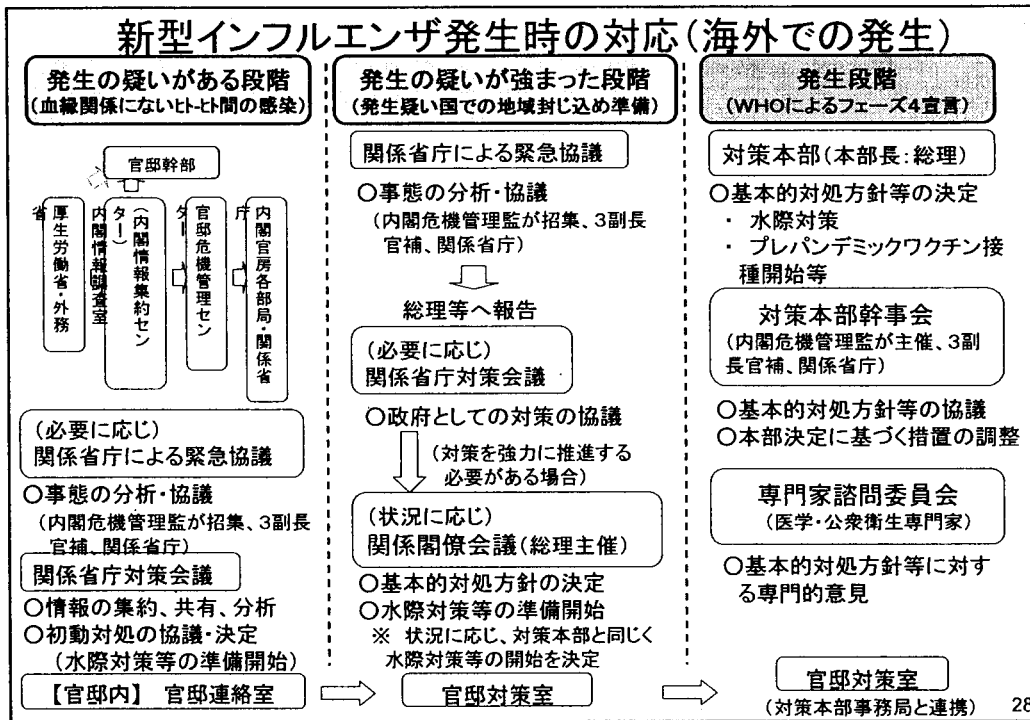 新型インフルエンザ発生時の対応(海外での発生)
発生の疑いがある段階
(血縁関係にないﾋﾄ-ﾋﾄ間の感染)
官邸幹部
厚生労働省・外務
省
内閣情報調査室
(内閣情報集約セン
ター)
官邸危機管理セン
ター
内閣官房各部局・関係省
庁
(必要に応じ)
関係省庁による緊急協議
○事態の分析・協議
(内閣危機管理監が招集、3副長
官補、関係省庁)
関係省庁対策会議
○情報の集約、共有、分析
○初動対処の協議・決定
(水際対策等の準備開始)
【官邸内】 官邸連絡室
発生の疑いが強まった段階
(発生疑い国での地域封じ込め準備)
関係省庁による緊急協議
○事態の分析・協議
(内閣危機管理監が招集、3副長
官補、関係省庁)
総理等へ報告
(必要に応じ)
関係省庁対策会議
○政府としての対策の協議
(対策を強力に推進する
必要がある場合)
(状況に応じ)
関係閣僚会議(総理主催)
○基本的対処方針の決定
○水際対策等の準備開始
※ 状況に応じ、対策本部と同じく
水際対策等の開始を決定
官邸対策室
発生段階
(WHOによるフェーズ4宣言)
対策本部(本部長:総理)
○基本的対処方針等の決定
・ 水際対策
・ プレパンデミックワクチン接
種開始等
対策本部幹事会
(内閣危機管理監が主催、3副
長官補、関係省庁)
○基本的対処方針等の協議
○本部決定に基づく措置の調整
専門家諮問委員会
(医学・公衆衛生専門家)
○基本的対処方針等に対す
る専門的意見
官邸対策室
(対策本部事務局と連携)
28